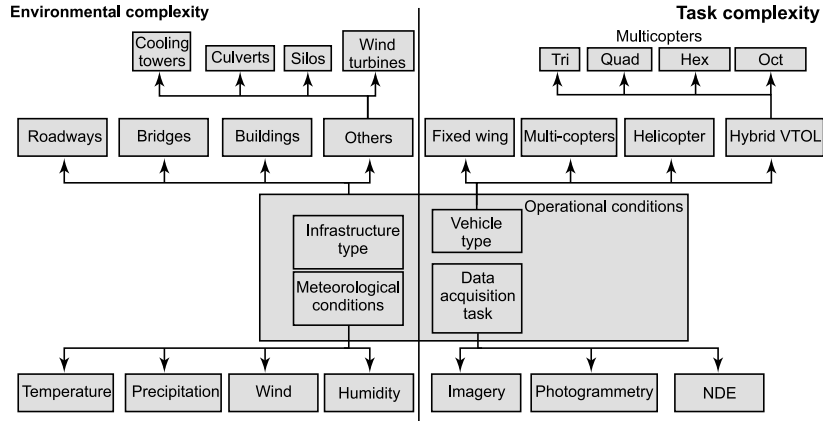 Environmental complexity
Task complexity
Cooling
towers
Culverts
Silos
Wind
turbines
Multicopters
Tri
Quad
Hex
Oct
Roadways
Bridges
Buildings
Others
Fixed wing
Multi-copters
Helicopter
Hybrid VTOL
Operational conditions
Infrastructure
type
Vehicle
type
Meteorological
conditions
Data
acquisition
task
Temperature
Precipitation
Wind
Humidity
Imagery
Photogrammetry
NDE